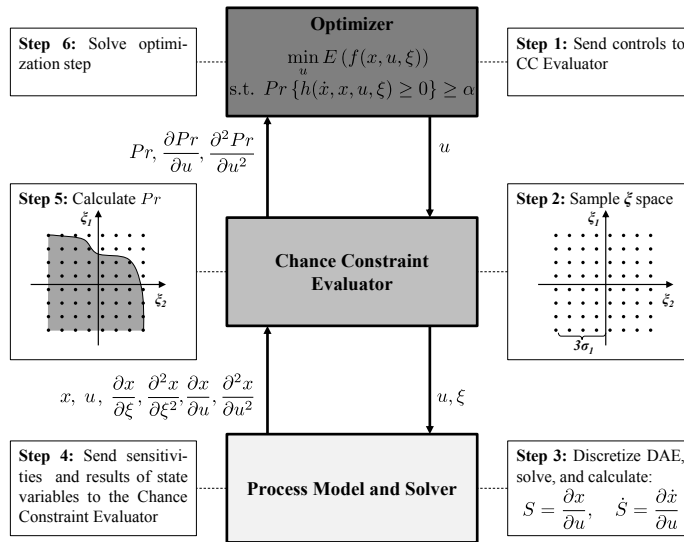 Optimizer
min_u E (f(x, u, ξ))
s.t. Pr {h(ẋ, x, u, ξ) ≥ 0} ≥ α
Step 6: Solve optimi-
zation step
Step 1: Send controls to
CC Evaluator
Pr, ∂Pr/∂u, ∂²Pr/∂u²
u
Step 5: Calculate Pr
ξ₁
ξ₂
Chance Constraint
Evaluator
Step 2: Sample ξ space
ξ₁
ξ₂
3σ₁
x, u, ∂x/∂ξ, ∂²x/∂ξ², ∂x/∂u, ∂²x/∂u²
u, ξ
Step 4: Send sensitivi-
ties and results of state
variables to the Chance
Constraint Evaluator
Process Model and Solver
Step 3: Discretize DAE,
solve, and calculate:
S = ∂x/∂u, Ṡ = ∂ẋ/∂u